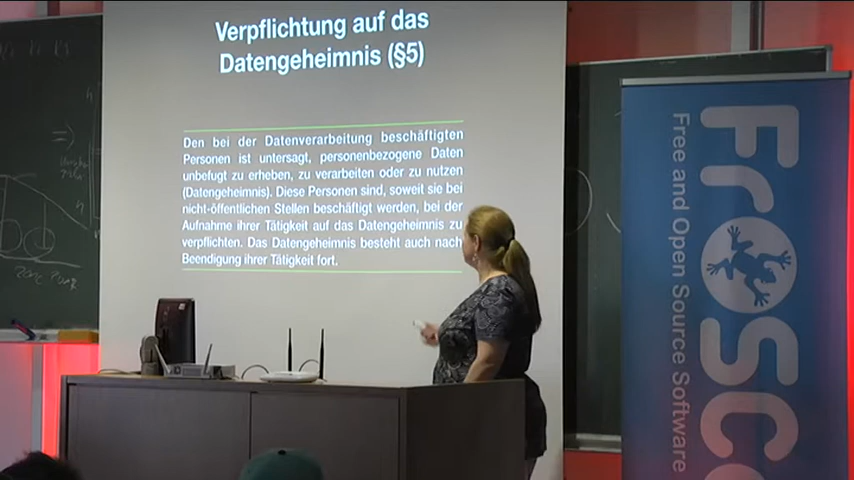 Verpflichtung auf das
Datengeheimnis (§5)
Den bei der Datenverarbeitung beschäftigten
Personen ist untersagt, personenbezogene Daten
unbefugt zu erheben, zu verarbeiten oder zu nutzen
(Datengeheimnis). Diese Personen sind, soweit sie bei
nicht-öffentlichen Stellen beschäftigt werden, bei der
Aufnahme ihrer Tätigkeit auf das Datengeheimnis zu
verpflichten. Das Datengeheimnis besteht auch nach
Beendigung ihrer Tätigkeit fort.
FrOSC
Free and Open Source Software